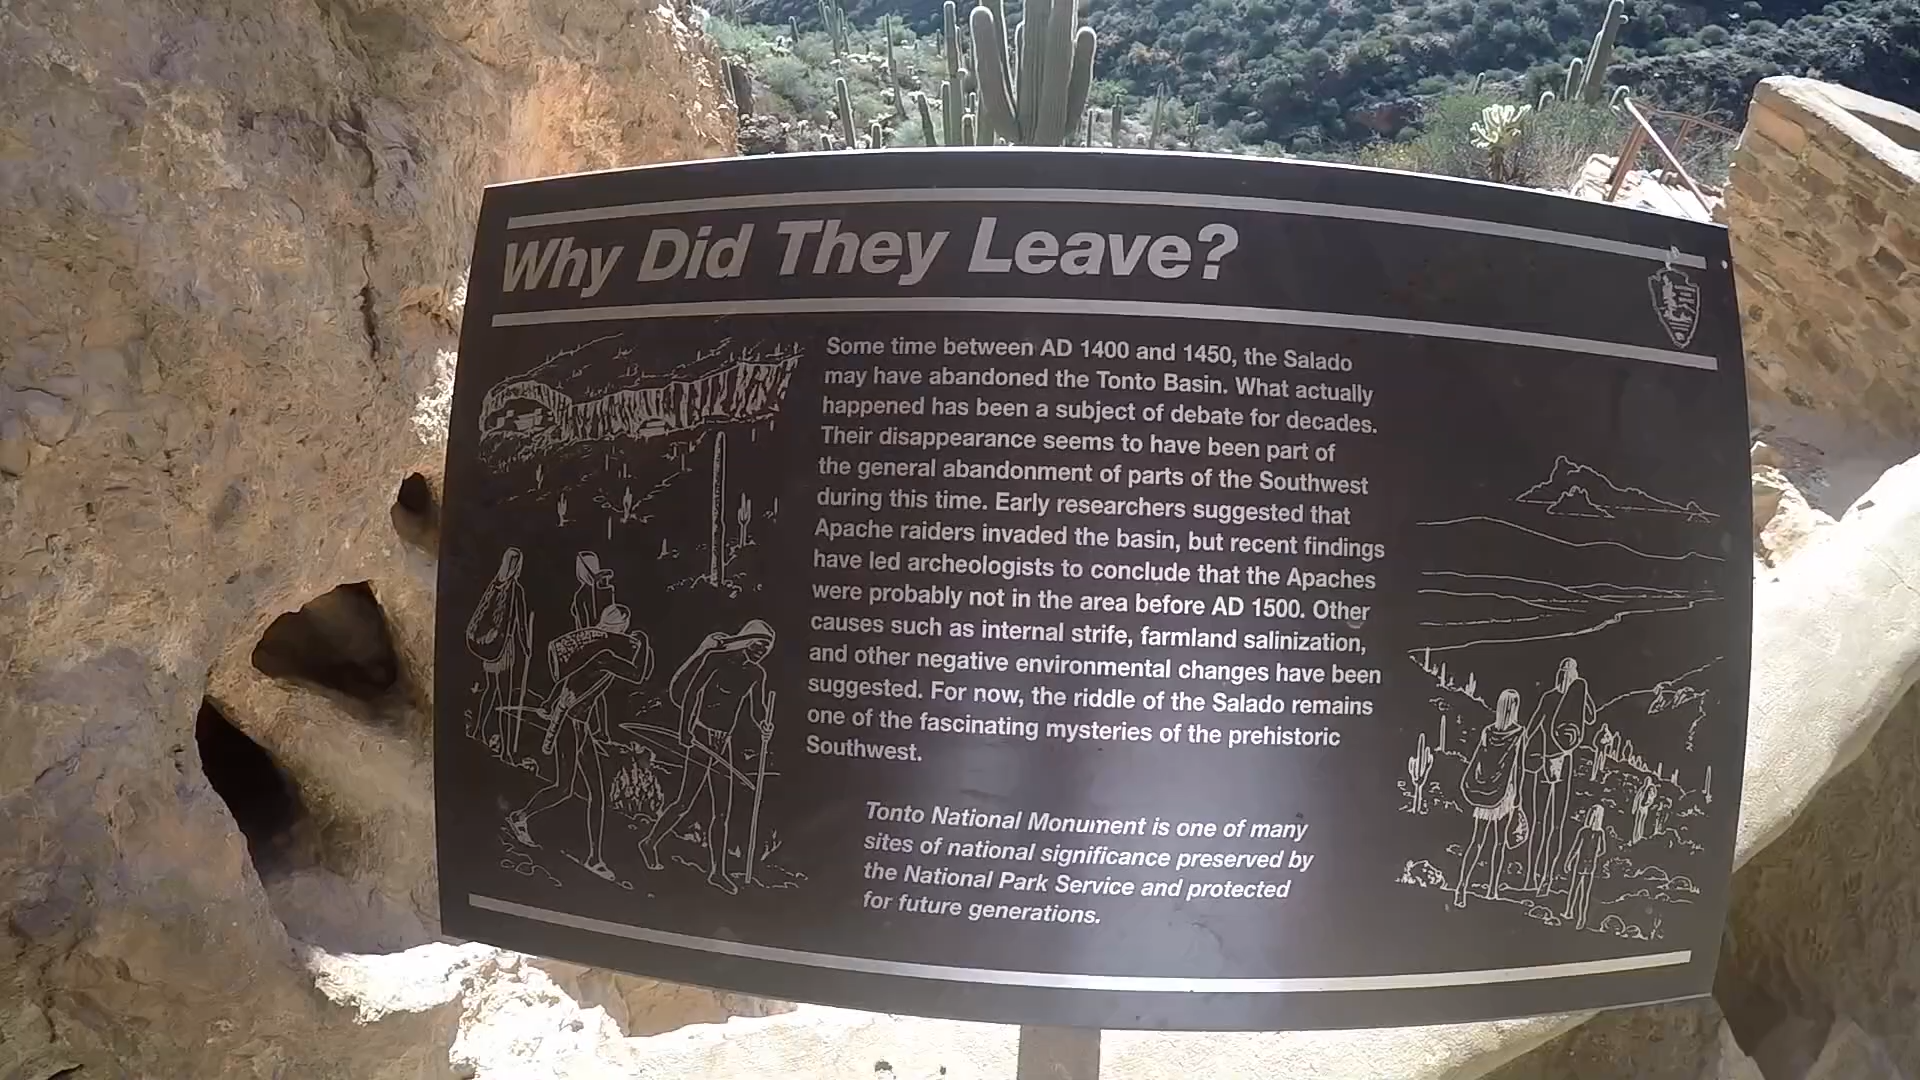 Why Did They Leave?
Some time between AD 1400 and 1450, the Salado
may have abandoned the Tonto Basin. What actually
happened has been a subject of debate for decades.
Their disappearance seems to have been part of
the general abandonment of parts of the Southwest
during this time. Early researchers suggested that
Apache raiders invaded the basin, but recent findings
have led archeologists to conclude that the Apaches
were probably not in the area before AD 1500. Other
causes such as internal strife, farmland salinization,
and other negative environmental changes have been
suggested. For now, the riddle of the Salado remains
one of the fascinating mysteries of the prehistoric
Southwest.
Tonto National Monument is one of many
sites of national significance preserved by
the National Park Service and protected
for future generations.